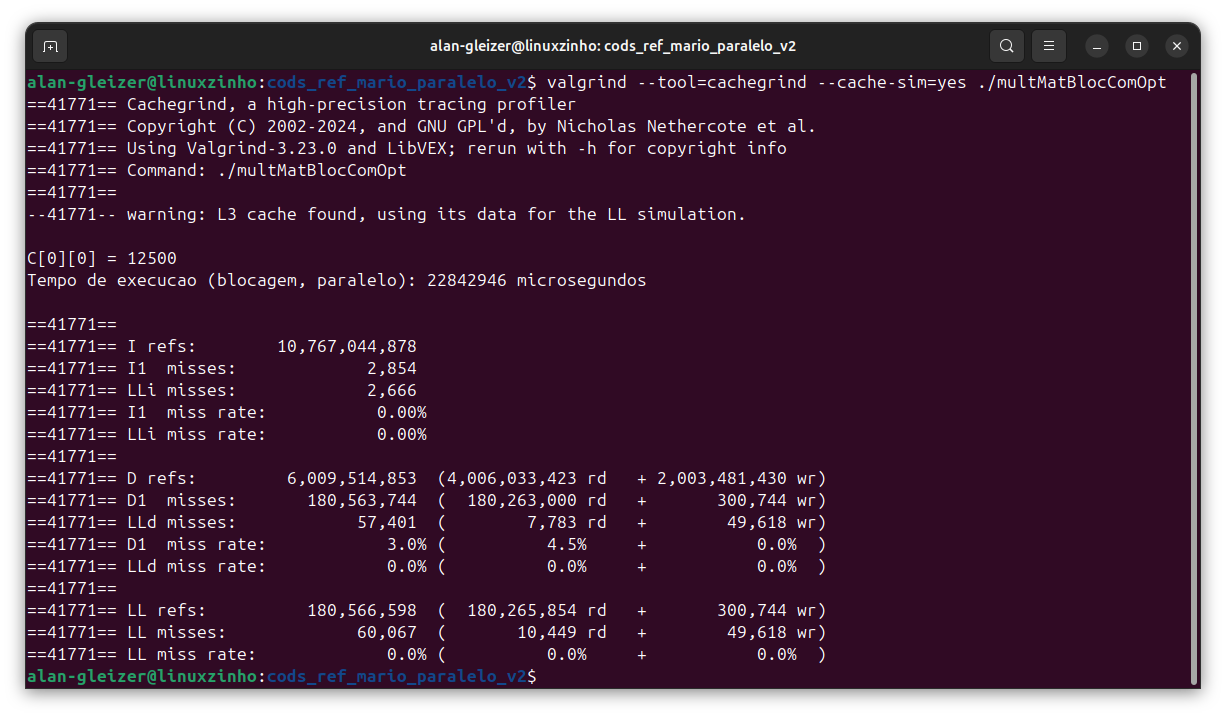 alan-gleizer@linuxzinho: cods_ref_mario_paralelo_v2
alan-gleizer@linuxzinho:cods_ref_mario_paralelo_v2$ valgrind --tool=cachegrind --cache-sim=yes ./multMatBlocComOpt
==41771== Cachegrind, a high-precision tracing profiler
==41771== Copyright (C) 2002-2024, and GNU GPL'd, by Nicholas Nethercote et al.
==41771== Using Valgrind-3.23.0 and LibVEX; rerun with -h for copyright info
==41771== Command: ./multMatBlocComOpt
==41771==
--41771-- warning: L3 cache found, using its data for the LL simulation.
C[0][0] = 12500
Tempo de execucao (blocagem, paralelo): 22842946 microsegundos
==41771==
==41771== I refs:        10,767,044,878
==41771== I1  misses:             2,854
==41771== LLi misses:             2,666
==41771== I1  miss rate:           0.00%
==41771== LLi miss rate:           0.00%
==41771==
==41771== D refs:         6,009,514,853  (4,006,033,423 rd   + 2,003,481,430 wr)
==41771== D1  misses:       180,563,744  (  180,263,000 rd   +       300,744 wr)
==41771== LLd misses:            57,401  (        7,783 rd   +        49,618 wr)
==41771== D1  miss rate:            3.0% (          4.5%     +           0.0%  )
==41771== LLd miss rate:            0.0% (          0.0%     +           0.0%  )
==41771==
==41771== LL refs:          180,566,598  (  180,265,854 rd   +       300,744 wr)
==41771== LL misses:             60,067  (       10,449 rd   +        49,618 wr)
==41771== LL miss rate:             0.0% (          0.0%     +           0.0%  )
alan-gleizer@linuxzinho:cods_ref_mario_paralelo_v2$